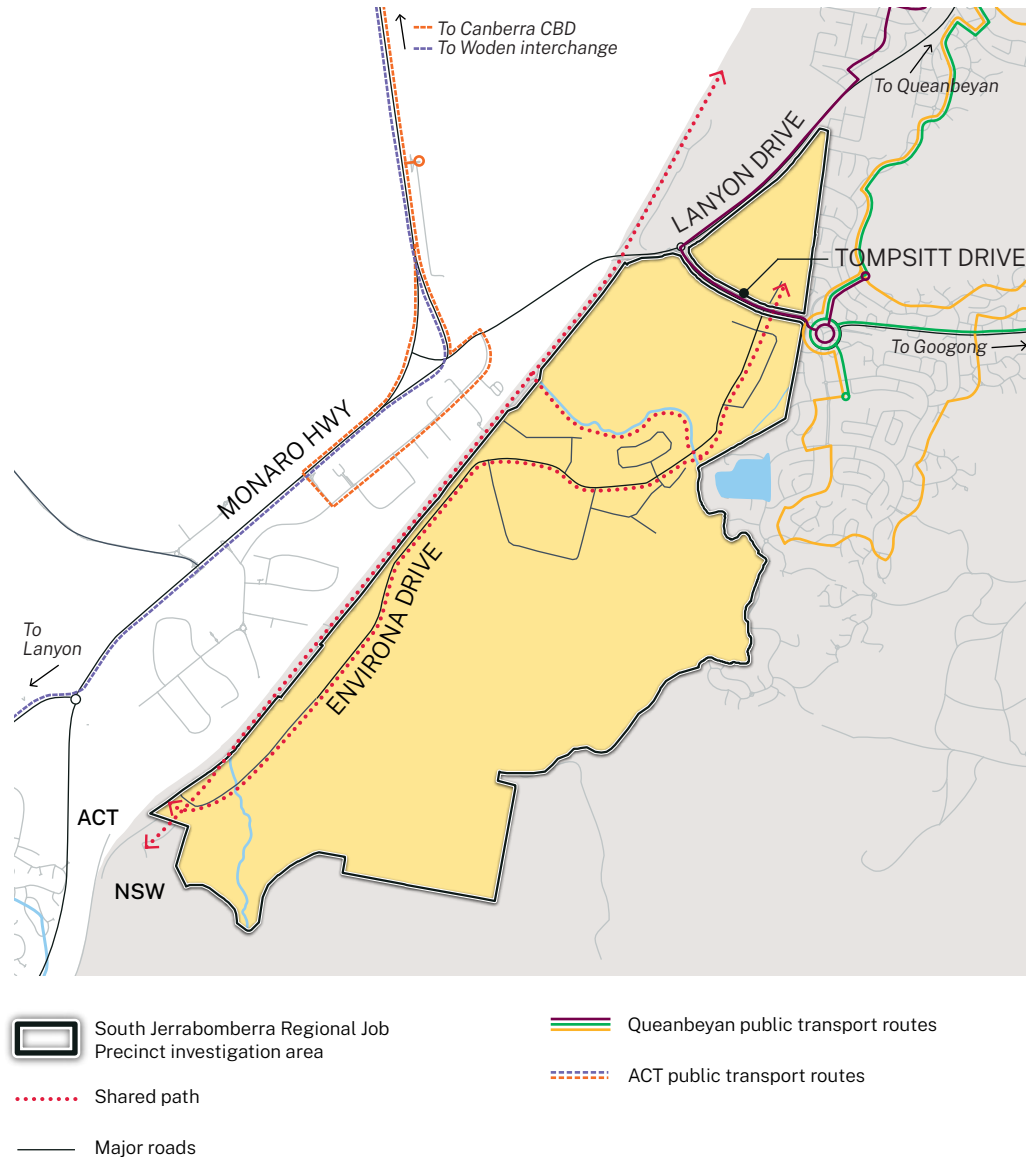 To Canberra CBD
To Woden interchange
To Queanbeyan
LANYON DRIVE
TOMPSITT DRIVE
To Googong
MONARO HWY
ENVIRONA DRIVE
To
Lanyon
ACT
NSW
South Jerrabomberra Regional Job
Precinct investigation area
Shared path
Major roads
Queanbeyan public transport routes
ACT public transport routes